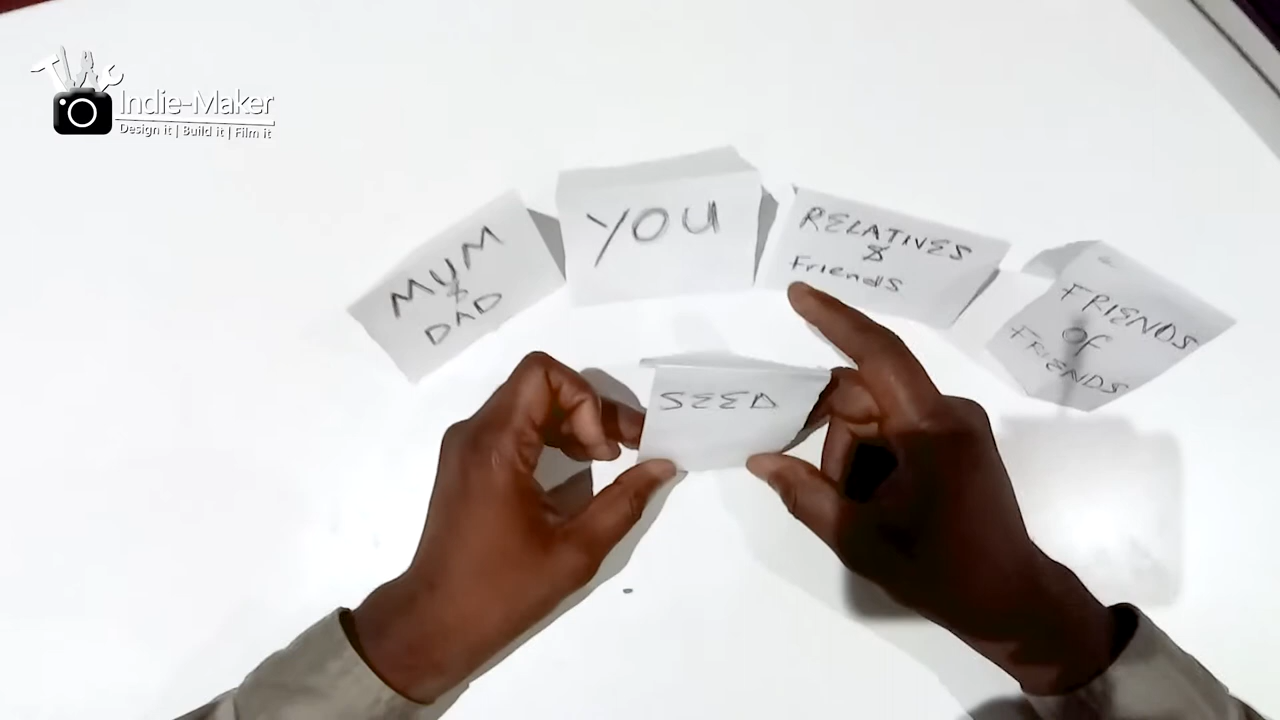 Indie-Maker
Design it | Build it | Film it
MUM
&
DAD
YOU
RELATIVES
&
Friends
FRIENDS
OF
FRIENDS
SEED